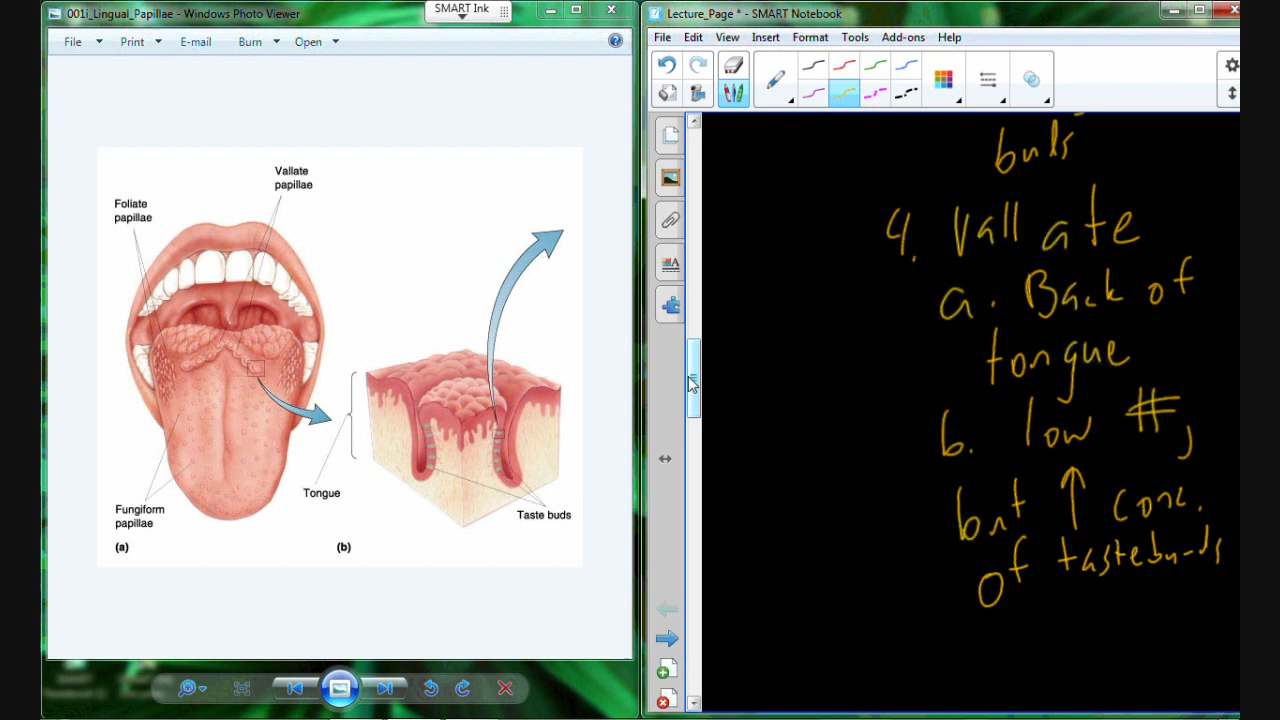 001i_Lingual_Papillae - Windows Photo Viewer
SMART Ink
File Print E-mail Burn Open
Vallate
papillae
Foliate
papillae
Tongue
Fungiform
papillae
Taste buds
(a) (b)
Lecture_Page * - SMART Notebook
File Edit View Insert Format Tools Add-ons Help
buds
4. Vallate
a. Back of
tongue
b. low #,
but ↑ conc.
of tastebuds